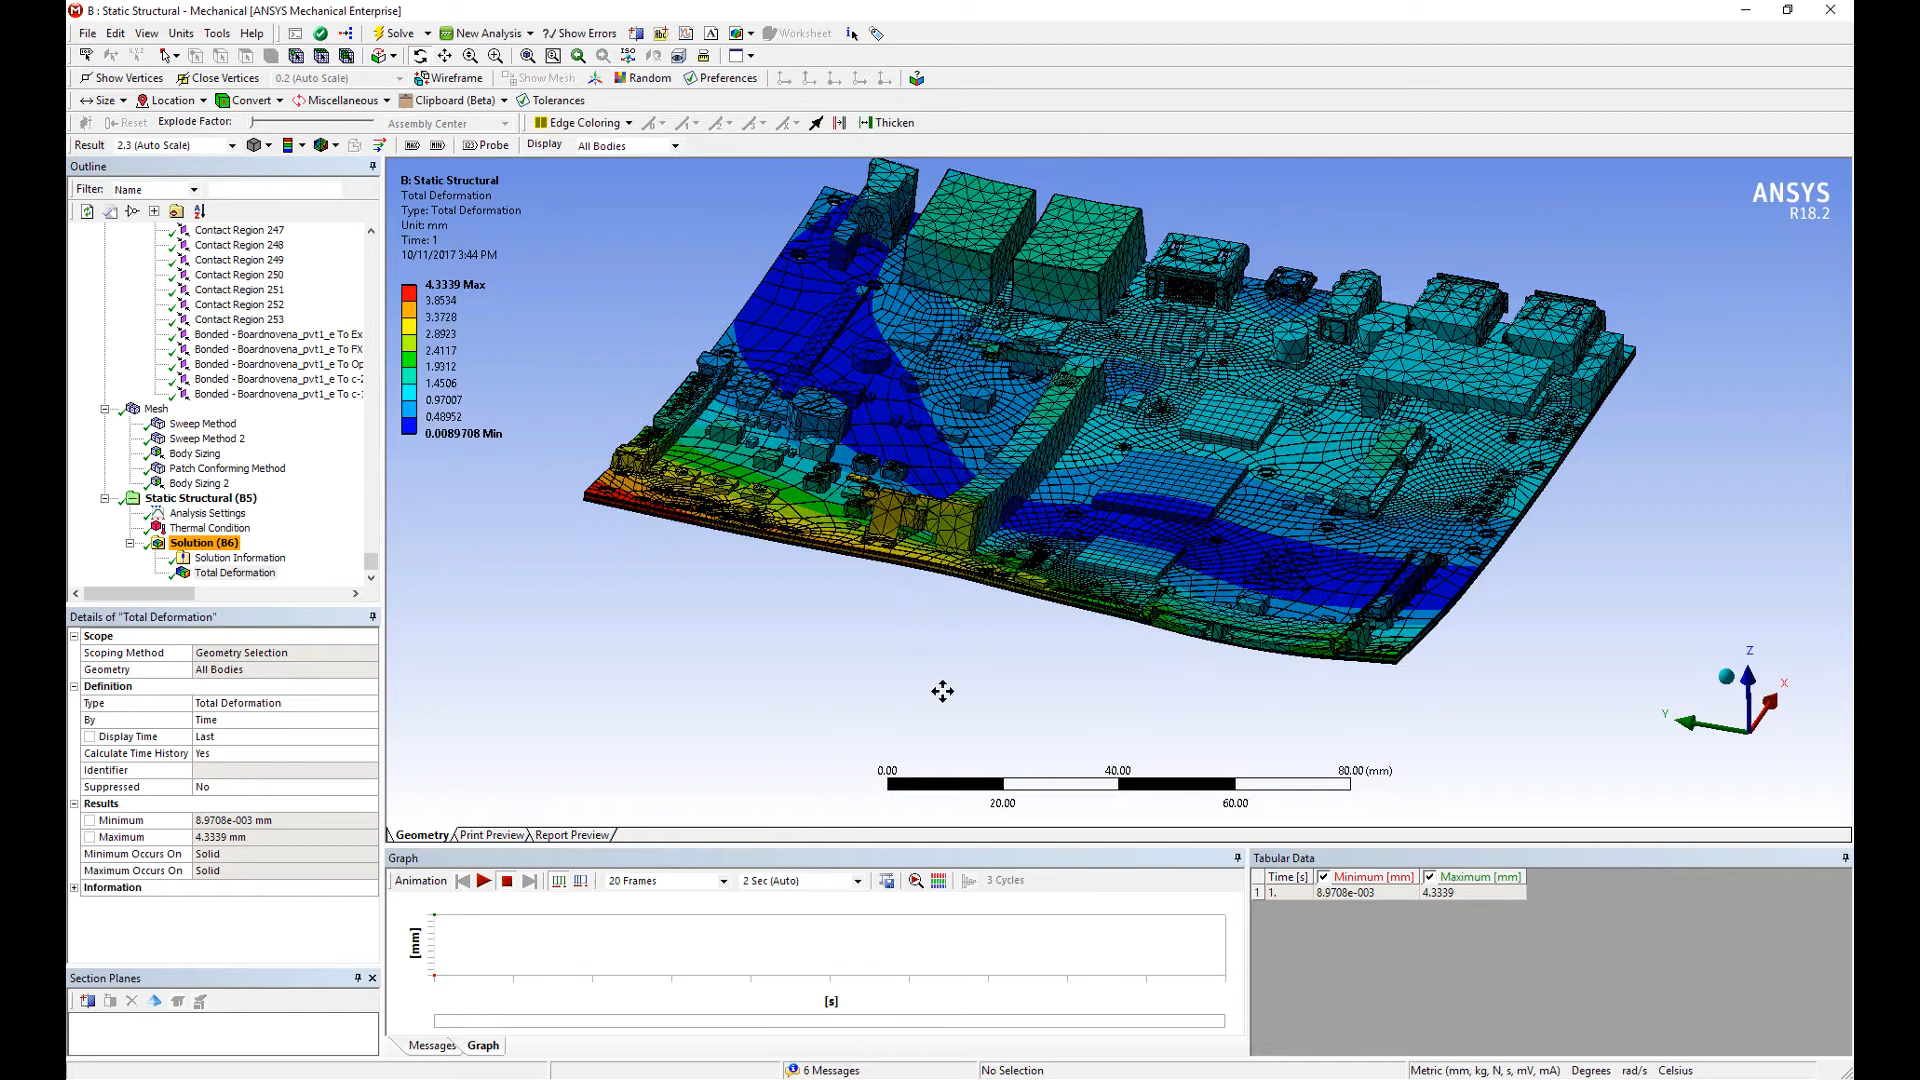 B : Static Structural - Mechanical [ANSYS Mechanical Enterprise]
File Edit View Units Tools Help Solve New Analysis ?/ Show Errors Worksheet
Show Vertices Close Vertices 0.2 (Auto Scale) Wireframe Show Mesh Random Preferences
Size Location Convert Miscellaneous Clipboard (Beta) Tolerances
Reset Explode Factor: Assembly Center Edge Coloring Thicken
Result 2.3 (Auto Scale) Probe Display All Bodies
Outline
Filter: Name
Contact Region 247
Contact Region 248
Contact Region 249
Contact Region 250
Contact Region 251
Contact Region 252
Contact Region 253
Bonded - Boardnovena_pvt1_e To Ex
Bonded - Boardnovena_pvt1_e To FX
Bonded - Boardnovena_pvt1_e To Op
Bonded - Boardnovena_pvt1_e To c-2
Bonded - Boardnovena_pvt1_e To c-1
Mesh
Sweep Method
Sweep Method 2
Body Sizing
Patch Conforming Method
Body Sizing 2
Static Structural (B5)
Analysis Settings
Thermal Condition
Solution (B6)
Solution Information
Total Deformation
Details of "Total Deformation"
Scope
Scoping Method Geometry Selection
Geometry All Bodies
Definition
Type Total Deformation
By Time
Display Time Last
Calculate Time History Yes
Identifier
Suppressed No
Results
Minimum 8.9708e-003 mm
Maximum 4.3339 mm
Minimum Occurs On Solid
Maximum Occurs On Solid
Information
Section Planes
B: Static Structural
Total Deformation
Type: Total Deformation
Unit: mm
Time: 1
10/11/2017 3:44 PM
4.3339 Max
3.8534
3.3728
2.8923
2.4117
1.9312
1.4506
0.97007
0.48952
0.0089708 Min
ANSYS
R18.2
Z
X
Y
0.00 40.00 80.00 (mm)
20.00 60.00
Geometry Print Preview Report Preview
Graph
Animation 20 Frames 2 Sec (Auto) 3 Cycles
[mm]
[s]
Messages Graph
Tabular Data
Time [s] Minimum [mm] Maximum [mm]
1 1. 8.9708e-003 4.3339
6 Messages No Selection Metric (mm, kg, N, s, mV, mA) Degrees rad/s Celsius